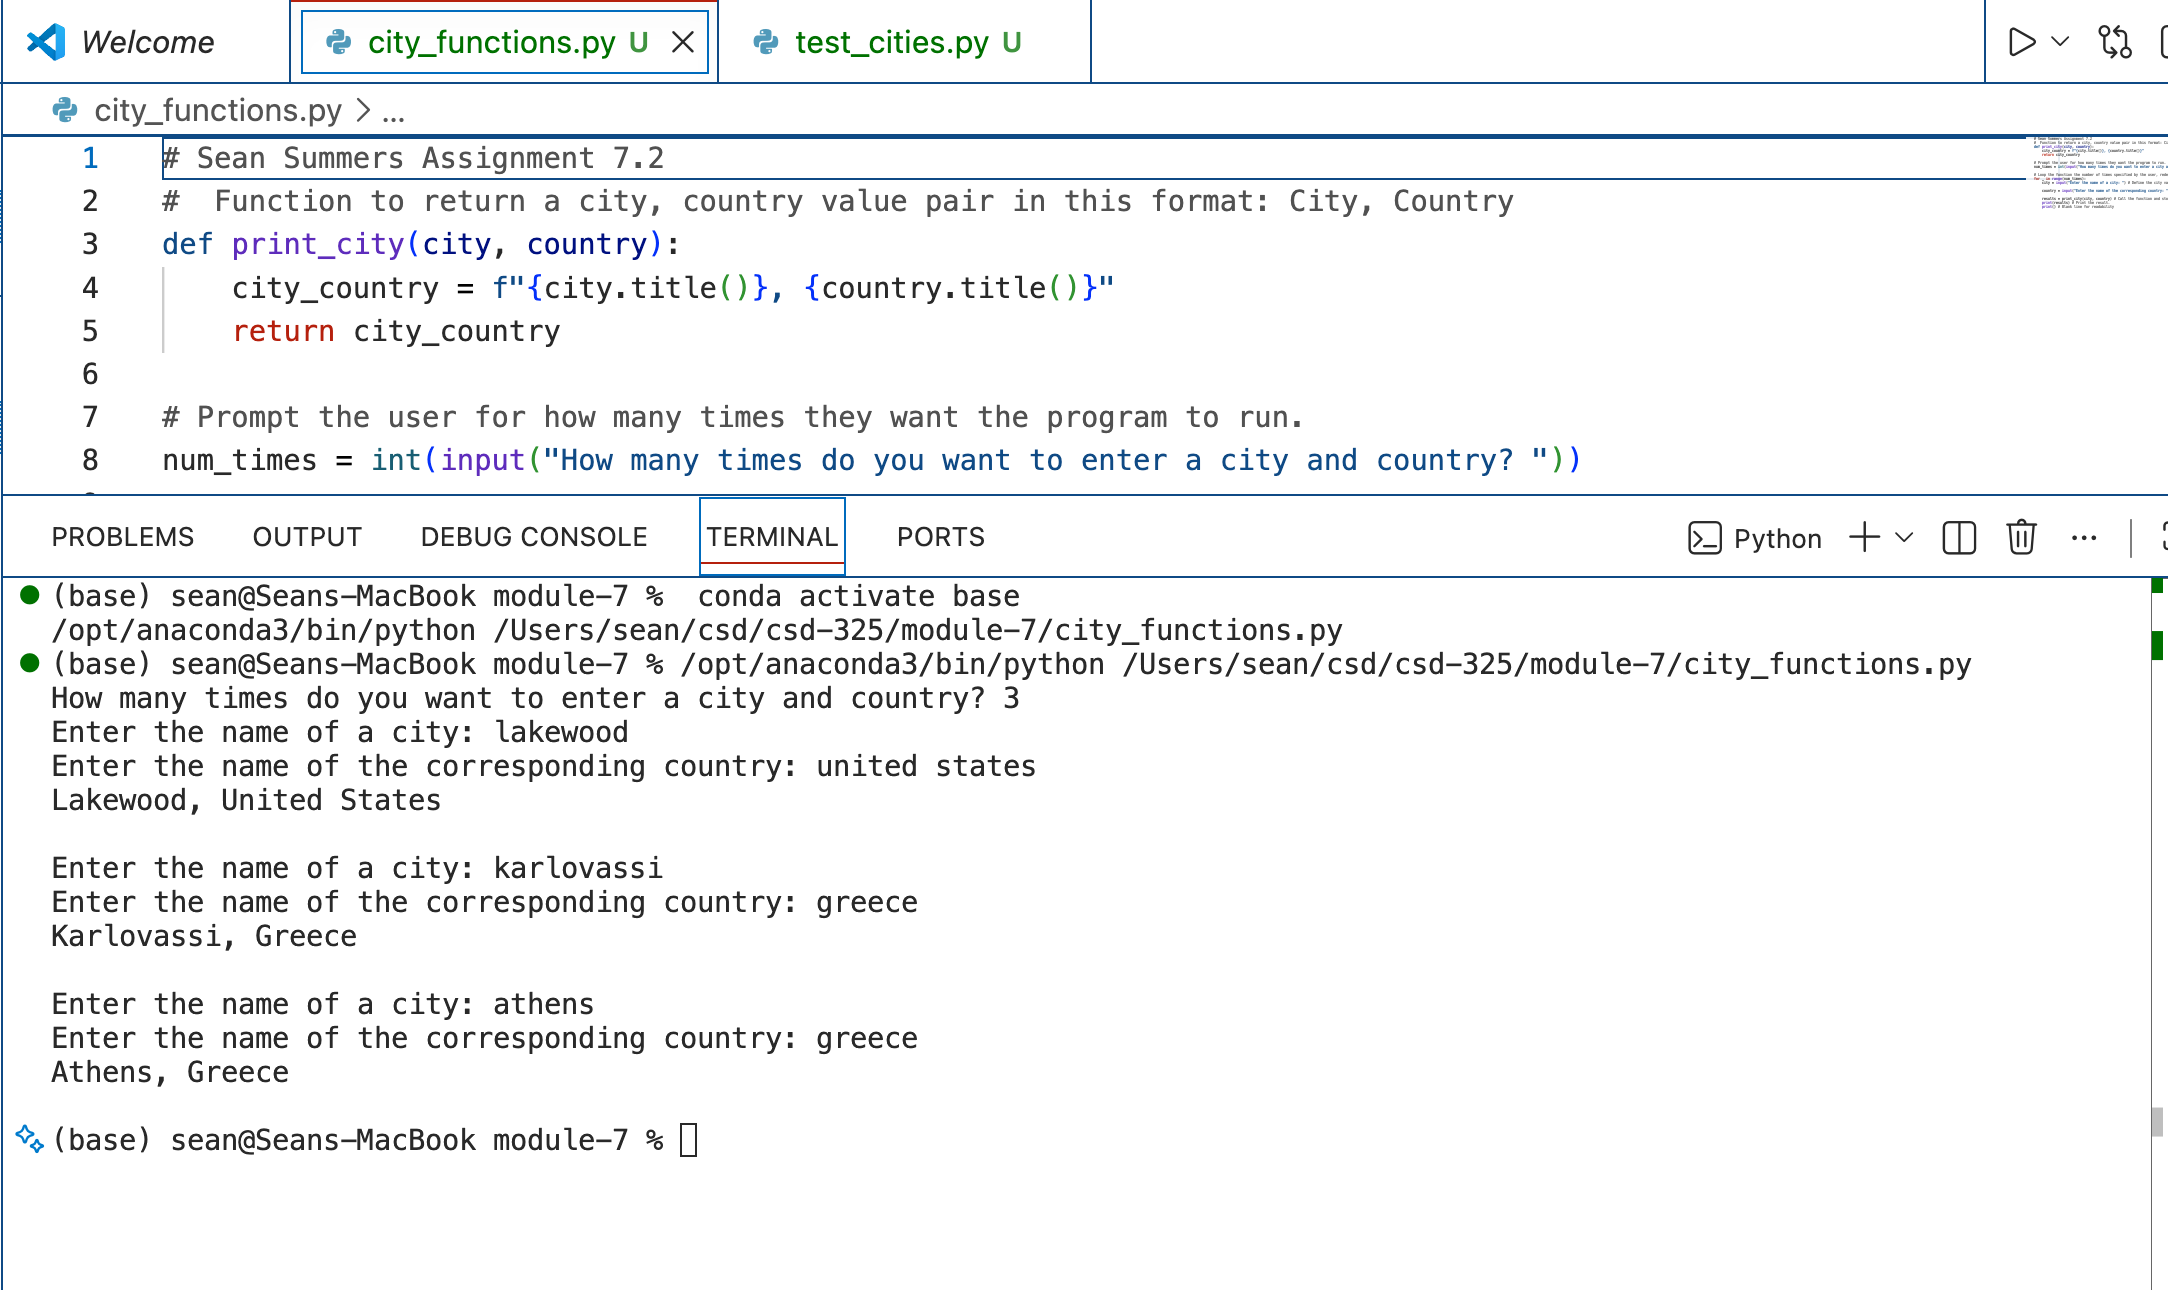 Welcome
city_functions.py U
test_cities.py U
city_functions.py > ...
1 # Sean Summers Assignment 7.2
2 #  Function to return a city, country value pair in this format: City, Country
3 def print_city(city, country):
4     city_country = f"{city.title()}, {country.title()}"
5     return city_country
6
7 # Prompt the user for how many times they want the program to run.
8 num_times = int(input("How many times do you want to enter a city and country? "))
PROBLEMS OUTPUT DEBUG CONSOLE TERMINAL PORTS Python
(base) sean@Seans-MacBook module-7 %  conda activate base
/opt/anaconda3/bin/python /Users/sean/csd/csd-325/module-7/city_functions.py
(base) sean@Seans-MacBook module-7 % /opt/anaconda3/bin/python /Users/sean/csd/csd-325/module-7/city_functions.py
How many times do you want to enter a city and country? 3
Enter the name of a city: lakewood
Enter the name of the corresponding country: united states
Lakewood, United States

Enter the name of a city: karlovassi
Enter the name of the corresponding country: greece
Karlovassi, Greece

Enter the name of a city: athens
Enter the name of the corresponding country: greece
Athens, Greece

(base) sean@Seans-MacBook module-7 %